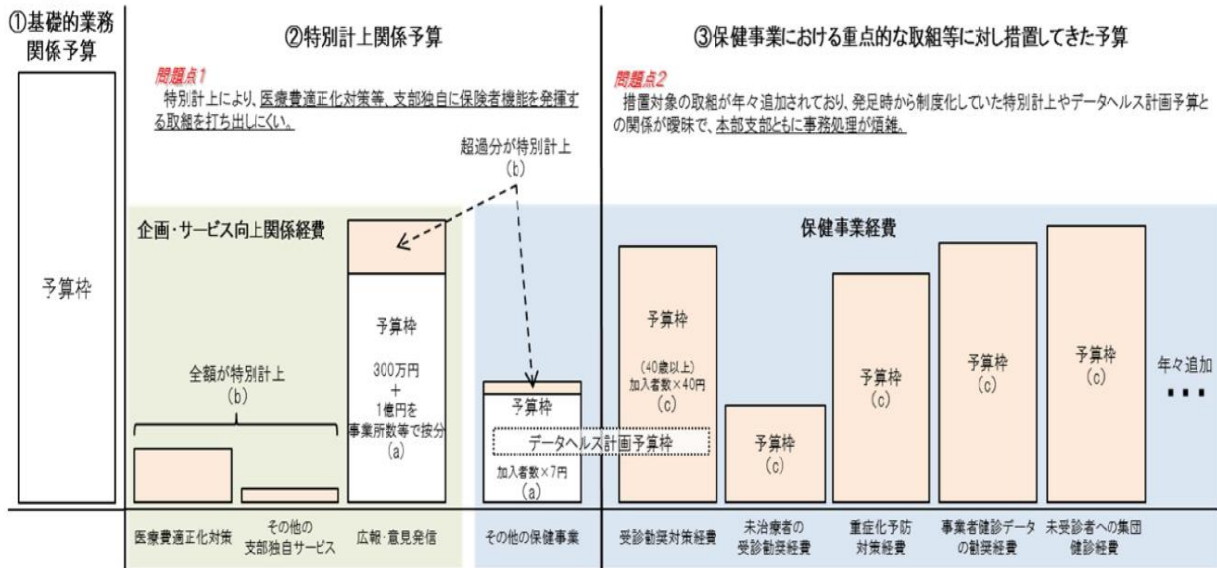 ①基礎的業務
関係予算
予算枠
②特別計上関係予算
問題点1
特別計上により、医療費適正化対策等、支部独自に保険者機能を発揮す
る取組を打ち出しにくい。
超過分が特別計上
(b)
企画・サービス向上関係経費
全額が特別計上
(b)
予算枠
300万円
+
1億円を
事業所数等で按分
(a)
予算枠
加入者数×7円
(a)
データヘルス計画予算枠
医療費適正化対策
その他の
支部独自サービス
広報・意見発信
その他の保健事業
③保健事業における重点的な取組等に対し措置してきた予算
問題点2
措置対象の取組が年々追加されており、発足時から制度化していた特別計上やデータヘルス計画予算と
の関係が曖昧で、本部支部ともに事務処理が煩雑。
保健事業経費
予算枠
(40歳以上)
加入者数×40円
(c)
予算枠
(c)
予算枠
(c)
予算枠
(c)
予算枠
(c)
年々追加
・・・
受診勧奨対策経費
未治療者の
受診勧奨経費
重症化予防
対策経費
事業者健診データ
の勧奨経費
未受診者への集団
健診経費